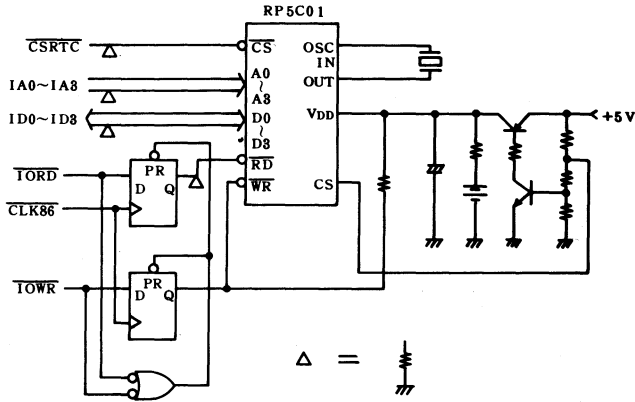 RP5C01
CSRTC
CS
OSC
IN
OUT
IA0~IA3
A0
~
A3
ID0~ID3
D0
~
D3
VDD
+5V
IORD
PR
D
Q
RD
WR
CS
CLK86
IOWR
PR
D
Q
△ =